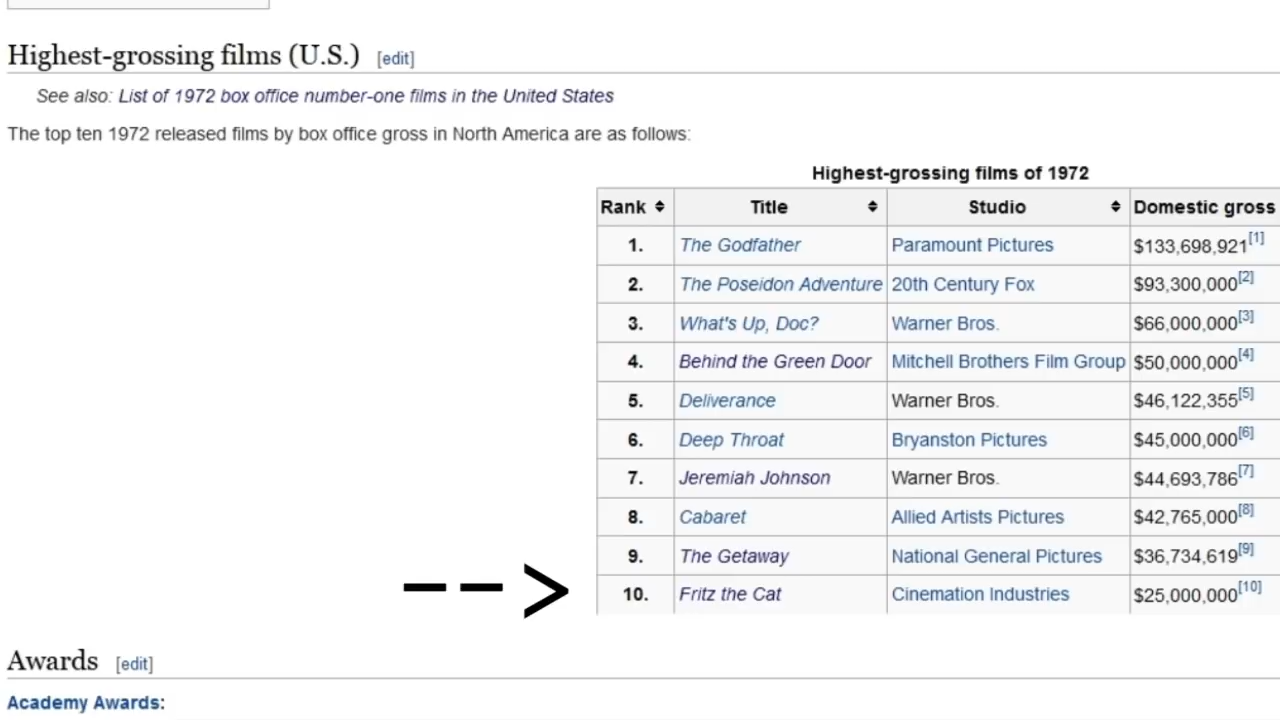 Highest-grossing films (U.S.) [edit]
See also: List of 1972 box office number-one films in the United States
The top ten 1972 released films by box office gross in North America are as follows:
Highest-grossing films of 1972
Rank Title Studio Domestic gross
1. The Godfather Paramount Pictures $133,698,921[1]
2. The Poseidon Adventure 20th Century Fox $93,300,000[2]
3. What's Up, Doc? Warner Bros. $66,000,000[3]
4. Behind the Green Door Mitchell Brothers Film Group $50,000,000[4]
5. Deliverance Warner Bros. $46,122,355[5]
6. Deep Throat Bryanston Pictures $45,000,000[6]
7. Jeremiah Johnson Warner Bros. $44,693,786[7]
8. Cabaret Allied Artists Pictures $42,765,000[8]
9. The Getaway National General Pictures $36,734,619[9]
--> 10. Fritz the Cat Cinemation Industries $25,000,000[10]
Awards [edit]
Academy Awards: